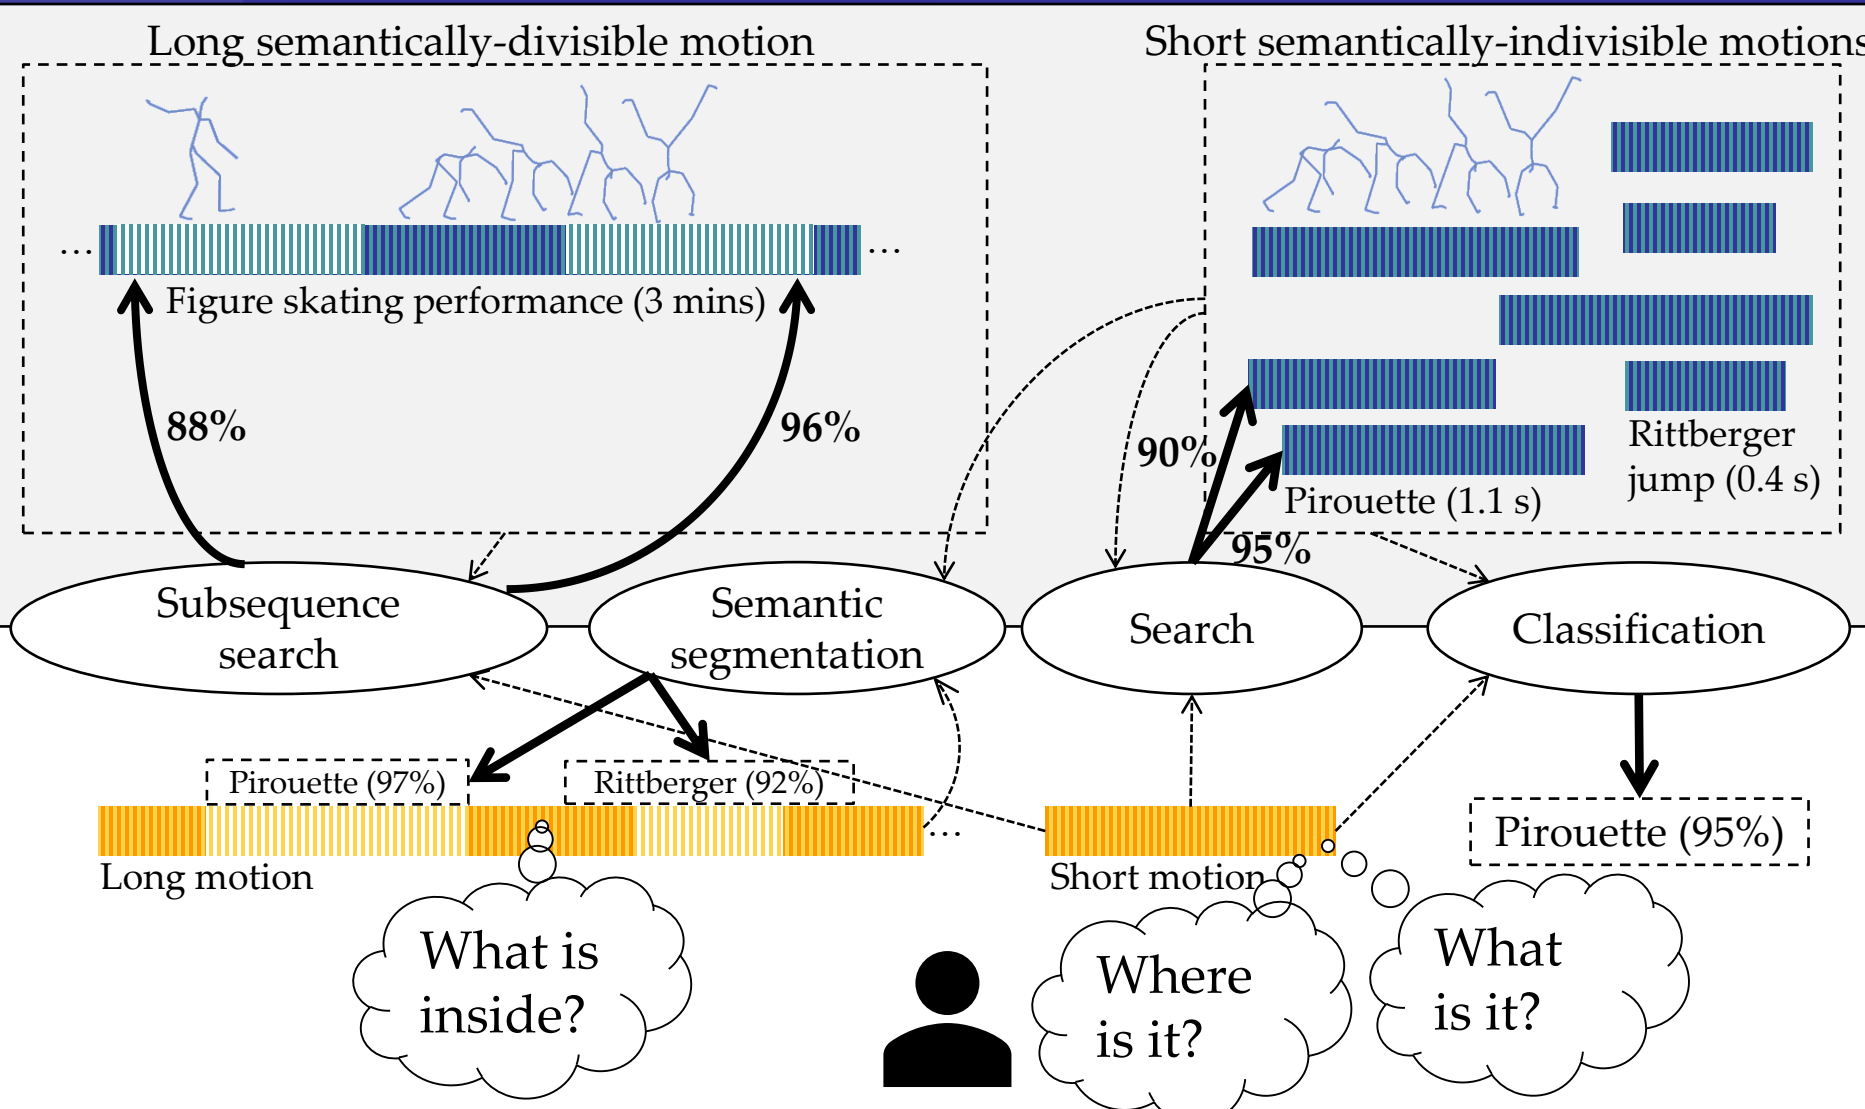 Long semantically-divisible motion
Short semantically-indivisible motions
...
...
Figure skating performance (3 mins)
88%
96%
90%
95%
Pirouette (1.1 s)
Rittberger
jump (0.4 s)
Subsequence
search
Semantic
segmentation
Search
Classification
Pirouette (97%)
Rittberger (92%)
...
Long motion
Short motion
Pirouette (95%)
What is
inside?
Where
is it?
What
is it?